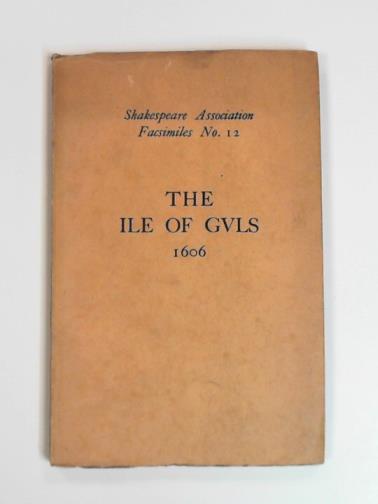 Shakespeare Association
Facsimiles No. 12
THE
ILE OF GVLS
1606